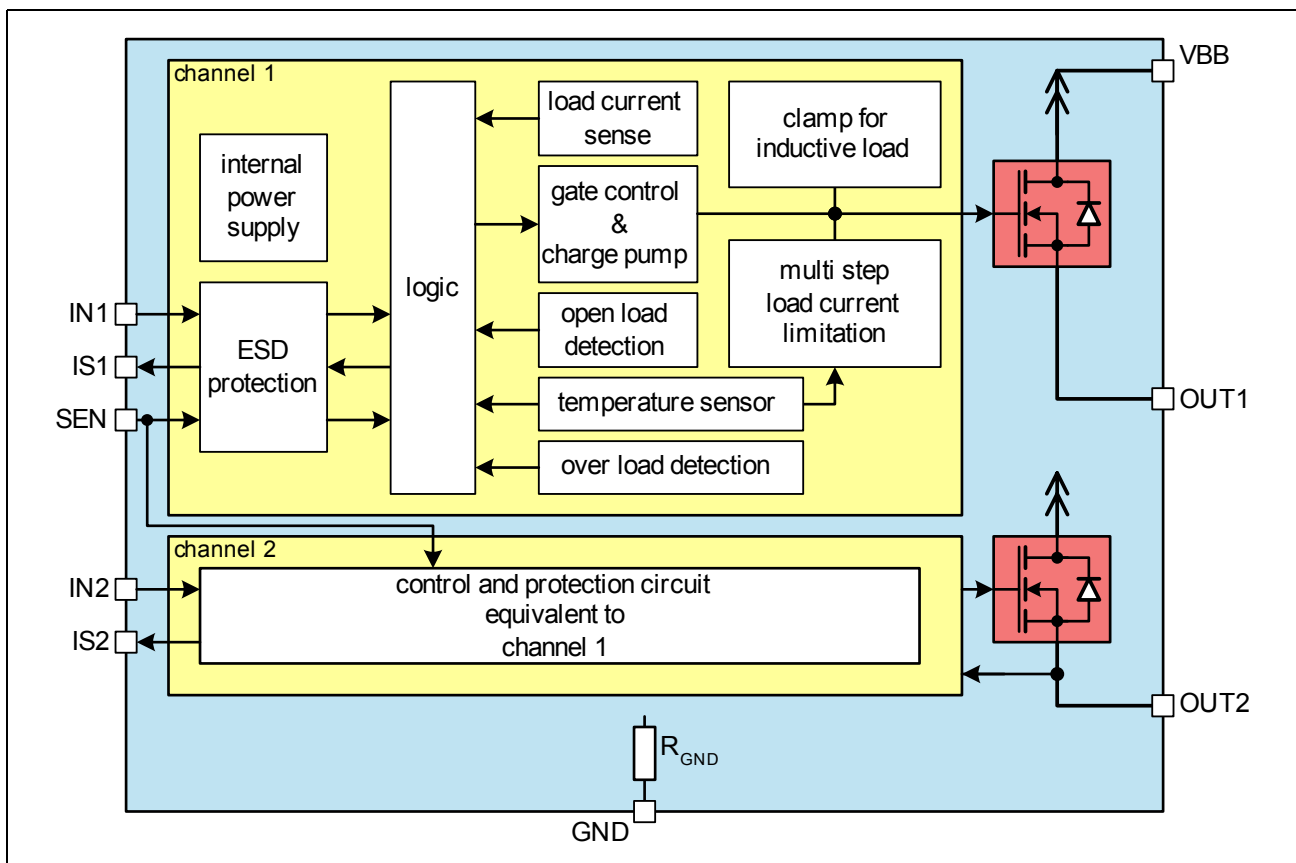 channel 1
VBB
internal
power
supply
logic
load current
sense
clamp for
inductive load
gate control
&
charge pump
multi step
load current
limitation
open load
detection
temperature sensor
over load detection
IN1
IS1
SEN
ESD
protection
OUT1
channel 2
IN2
IS2
control and protection circuit
equivalent to
channel 1
OUT2
RGND
GND